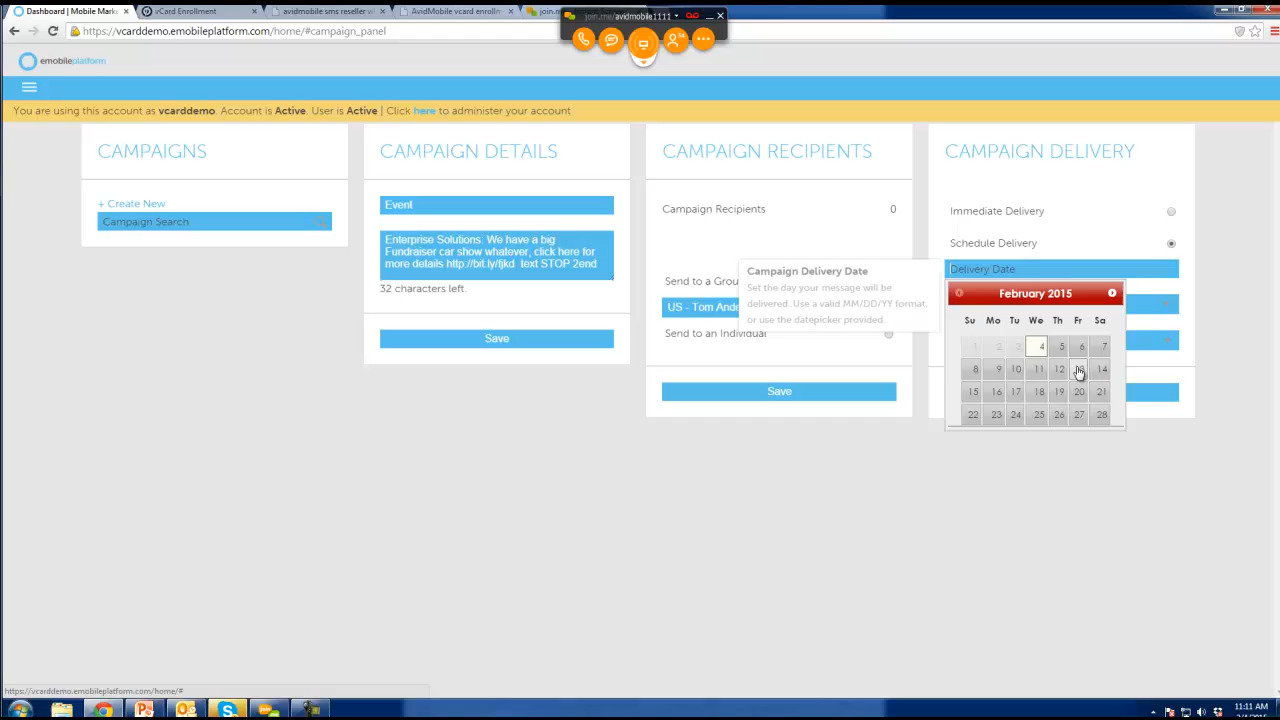 Dashboard | Mobile Mark
vCard Enrollment
avidmobile sms reseller w
AvidMobile vcard enrolln
join.m
join.me/avidmobile1111
https://vcarddemo.emobileplatform.com/home/#campaign_panel
emobileplatform
You are using this account as vcarddemo. Account is Active. User is Active | Click here to administer your account
CAMPAIGNS
+ Create New
Campaign Search
CAMPAIGN DETAILS
Event
Enterprise Solutions: We have a big
Fundraiser car show whatever, click here for
more details http://bit.ly/fjkd text STOP 2end
32 characters left.
Save
CAMPAIGN RECIPIENTS
Campaign Recipients 0
Send to a Grou
US - Tom Ande
Send to an Individual
Save
Campaign Delivery Date
Set the day your message will be
delivered. Use a valid MM/DD/YY format,
or use the datepicker provided.
CAMPAIGN DELIVERY
Immediate Delivery
Schedule Delivery
Delivery Date
February 2015
Su Mo Tu We Th Fr Sa
1 2 3 4 5 6 7
8 9 10 11 12 13 14
15 16 17 18 19 20 21
22 23 24 25 26 27 28
https://vcarddemo.emobileplatform.com/home/#
11:11 AM